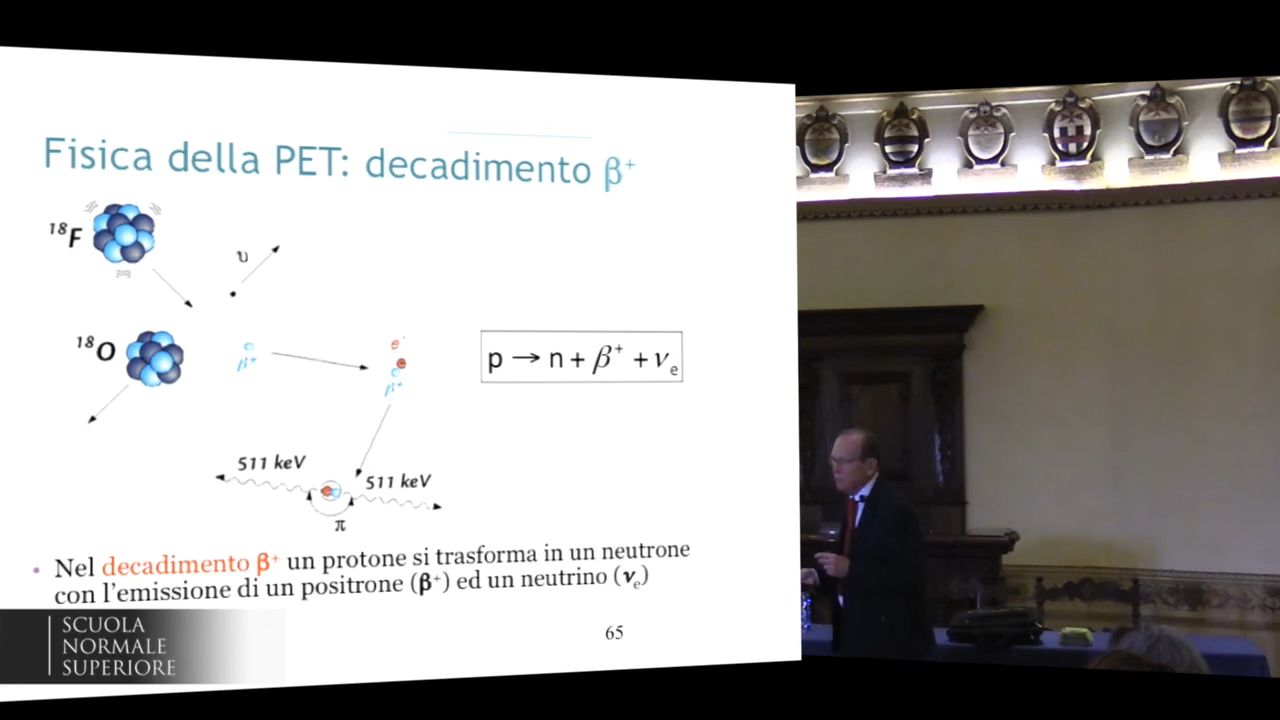 Fisica della PET: decadimento β⁺
¹⁸F
υ
¹⁸O
β⁺
e⁻
β⁺
p → n + β⁺ + νₑ
511 keV
511 keV
π
• Nel decadimento β⁺ un protone si trasforma in un neutrone
con l'emissione di un positrone (β⁺) ed un neutrino (νₑ)
65
SCUOLA
NORMALE
SUPERIORE